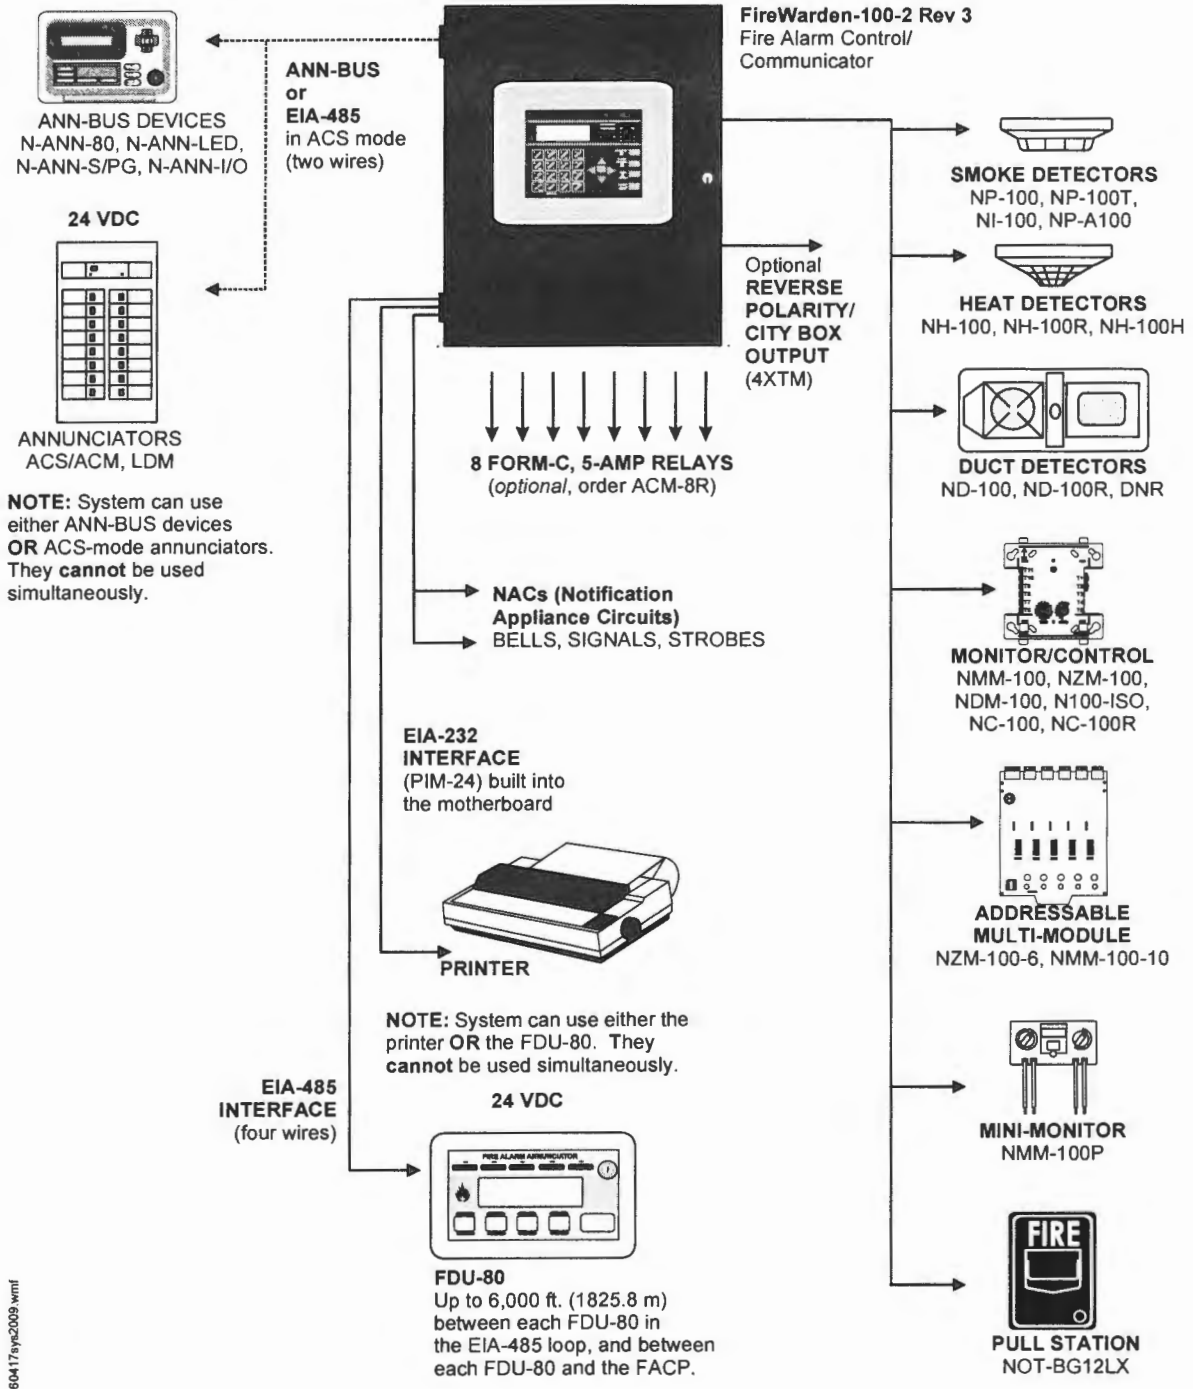 FireWarden-100-2 Rev 3
Fire Alarm Control/
Communicator
ANN-BUS
or
EIA-485
in ACS mode
(two wires)
ANN-BUS DEVICES
N-ANN-80, N-ANN-LED,
N-ANN-S/PG, N-ANN-I/O
24 VDC
ANNUNCIATORS
ACS/ACM, LDM
NOTE: System can use
either ANN-BUS devices
OR ACS-mode annunciators.
They cannot be used
simultaneously.
Optional
REVERSE
POLARITY/
CITY BOX
OUTPUT
(4XTM)
8 FORM-C, 5-AMP RELAYS
(optional, order ACM-8R)
NACs (Notification
Appliance Circuits)
BELLS, SIGNALS, STROBES
EIA-232
INTERFACE
(PIM-24) built into
the motherboard
PRINTER
NOTE: System can use either the
printer OR the FDU-80. They
cannot be used simultaneously.
EIA-485
INTERFACE
(four wires)
24 VDC
FIRE ALARM ANNUNCIATOR
FDU-80
Up to 6,000 ft. (1825.8 m)
between each FDU-80 in
the EIA-485 loop, and between
each FDU-80 and the FACP.
SMOKE DETECTORS
NP-100, NP-100T,
NI-100, NP-A100
HEAT DETECTORS
NH-100, NH-100R, NH-100H
DUCT DETECTORS
ND-100, ND-100R, DNR
MONITOR/CONTROL
NMM-100, NZM-100,
NDM-100, N100-ISO,
NC-100, NC-100R
ADDRESSABLE
MULTI-MODULE
NZM-100-6, NMM-100-10
MINI-MONITOR
NMM-100P
FIRE
PULL STATION
NOT-BG12LX
60417sys2009.wmf